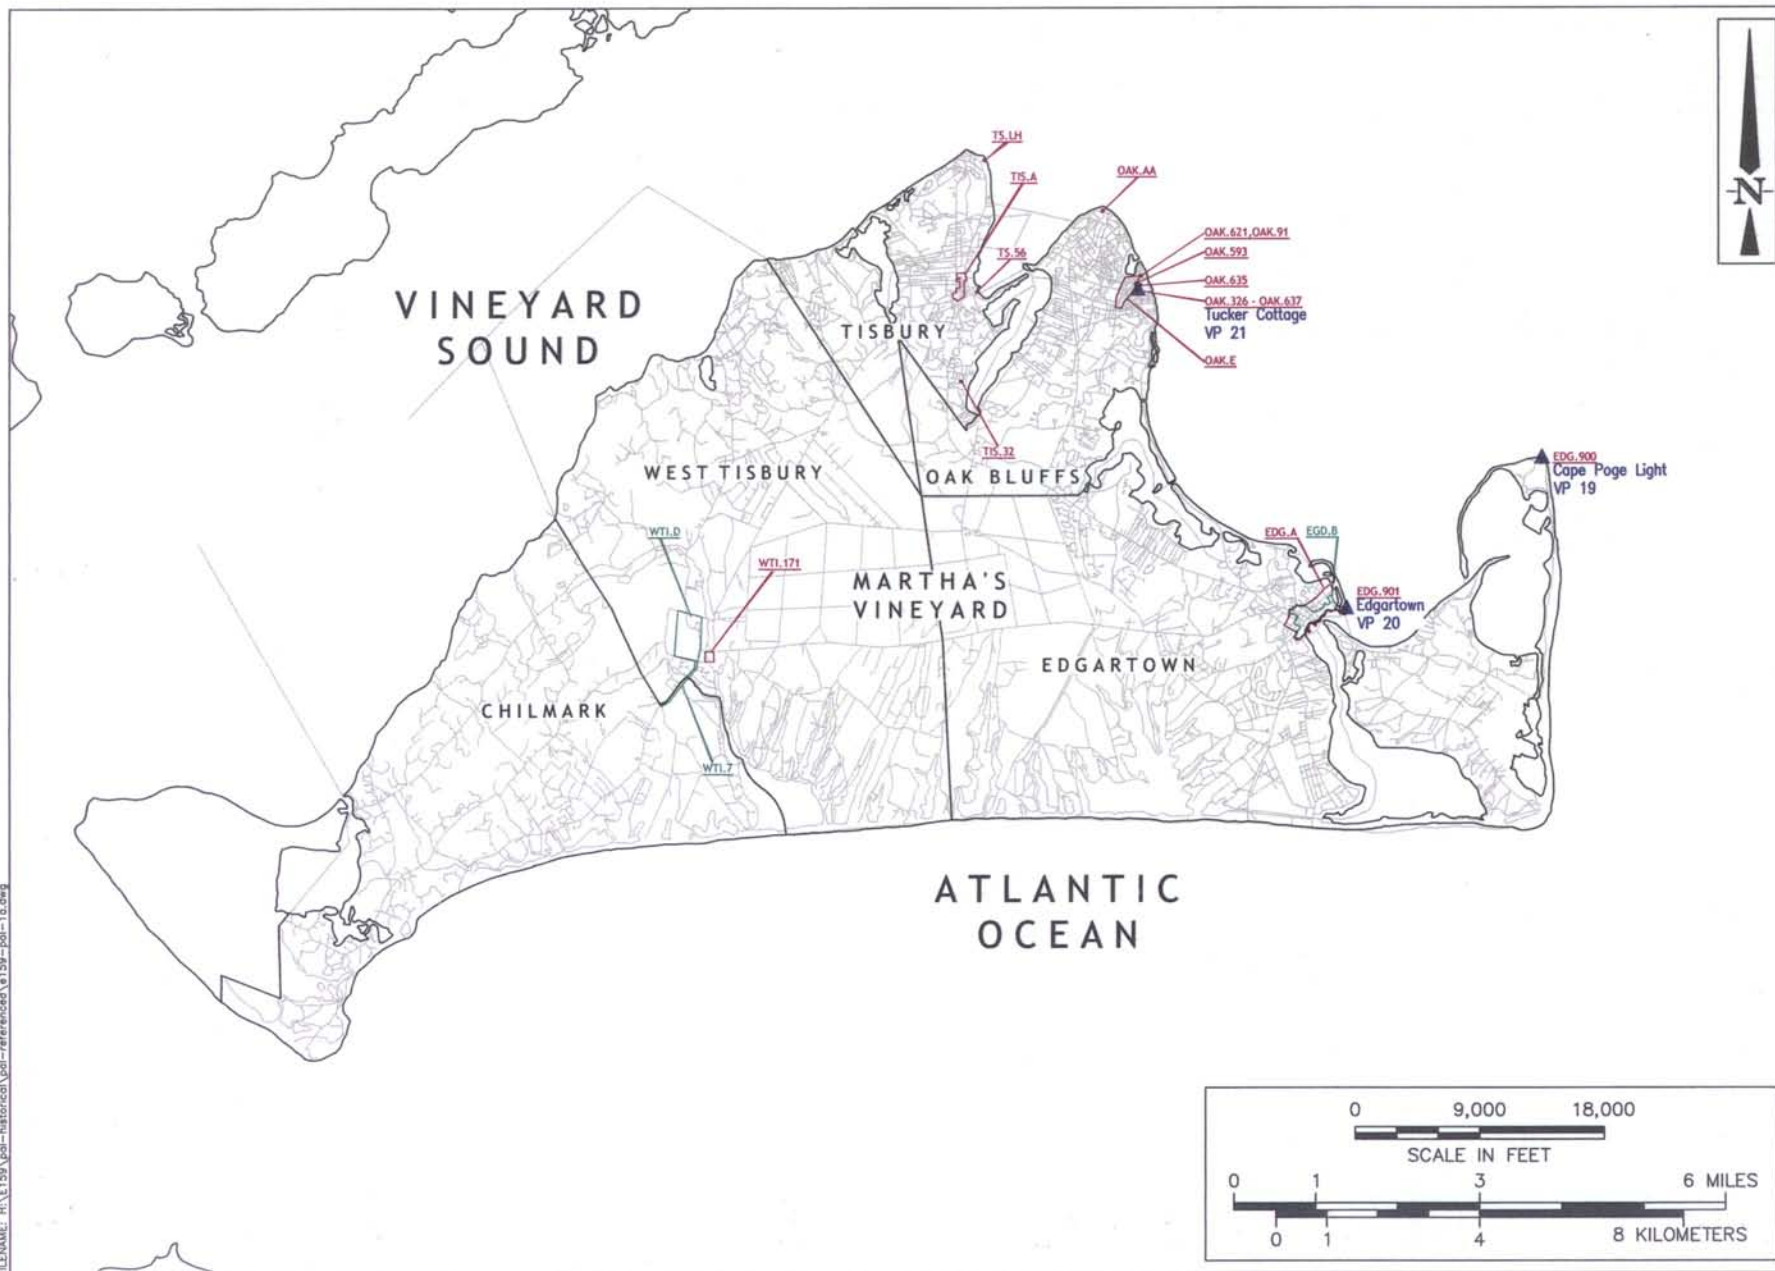 N
TS.LH
TIS.A
OAK.AA
OAK.621,OAK.91
OAK.593
TS.56
OAK.635
OAK.326 - OAK.637
Tucker Cottage
VP 21
VINEYARD
SOUND
TISBURY
OAK.E
TIS.32
WEST TISBURY
OAK BLUFFS
EDG.900
Cape Poge Light
VP 19
WTI.D
WTI.171
EDG.A
EGD.B
MARTHA'S
VINEYARD
EDG.901
Edgartown
VP 20
EDGARTOWN
CHILMARK
WTI.7
ATLANTIC
OCEAN
0 9,000 18,000
SCALE IN FEET
0 1 3 6 MILES
0 1 4 8 KILOMETERS